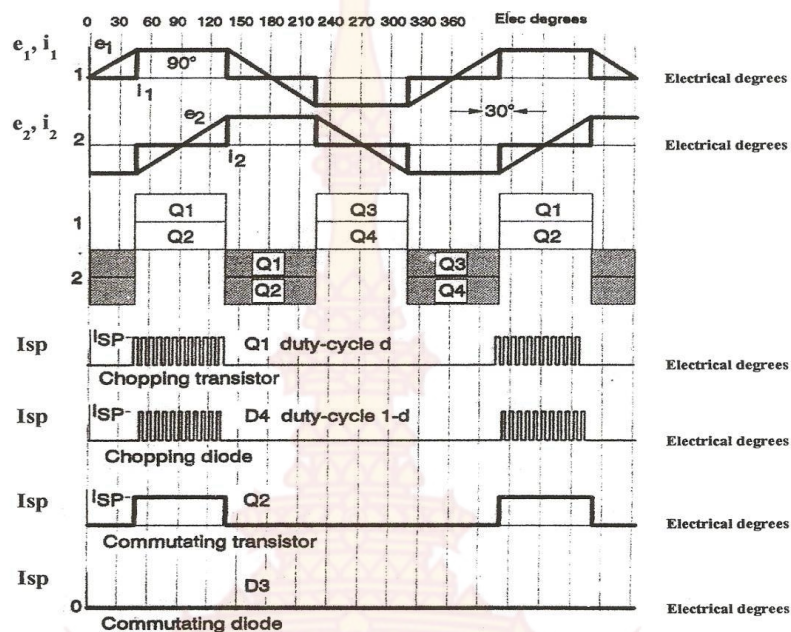 0 30 60 90 120 150 180 210 240 270 300 330 360 Elec degrees
e1, i1
e1
90°
1
i1
Electrical degrees
e2, i2
e2
30°
2
i2
Electrical degrees
1
Q1 Q3 Q1
Q2 Q4 Q2
2
Q1 Q3
Q2 Q4
Isp
ISP
Q1 duty-cycle d
Electrical degrees
Chopping transistor
Isp
ISP
D4 duty-cycle 1-d
Electrical degrees
Chopping diode
Isp
ISP
Q2
Electrical degrees
Commutating transistor
Isp
D3
0
Electrical degrees
Commutating diode